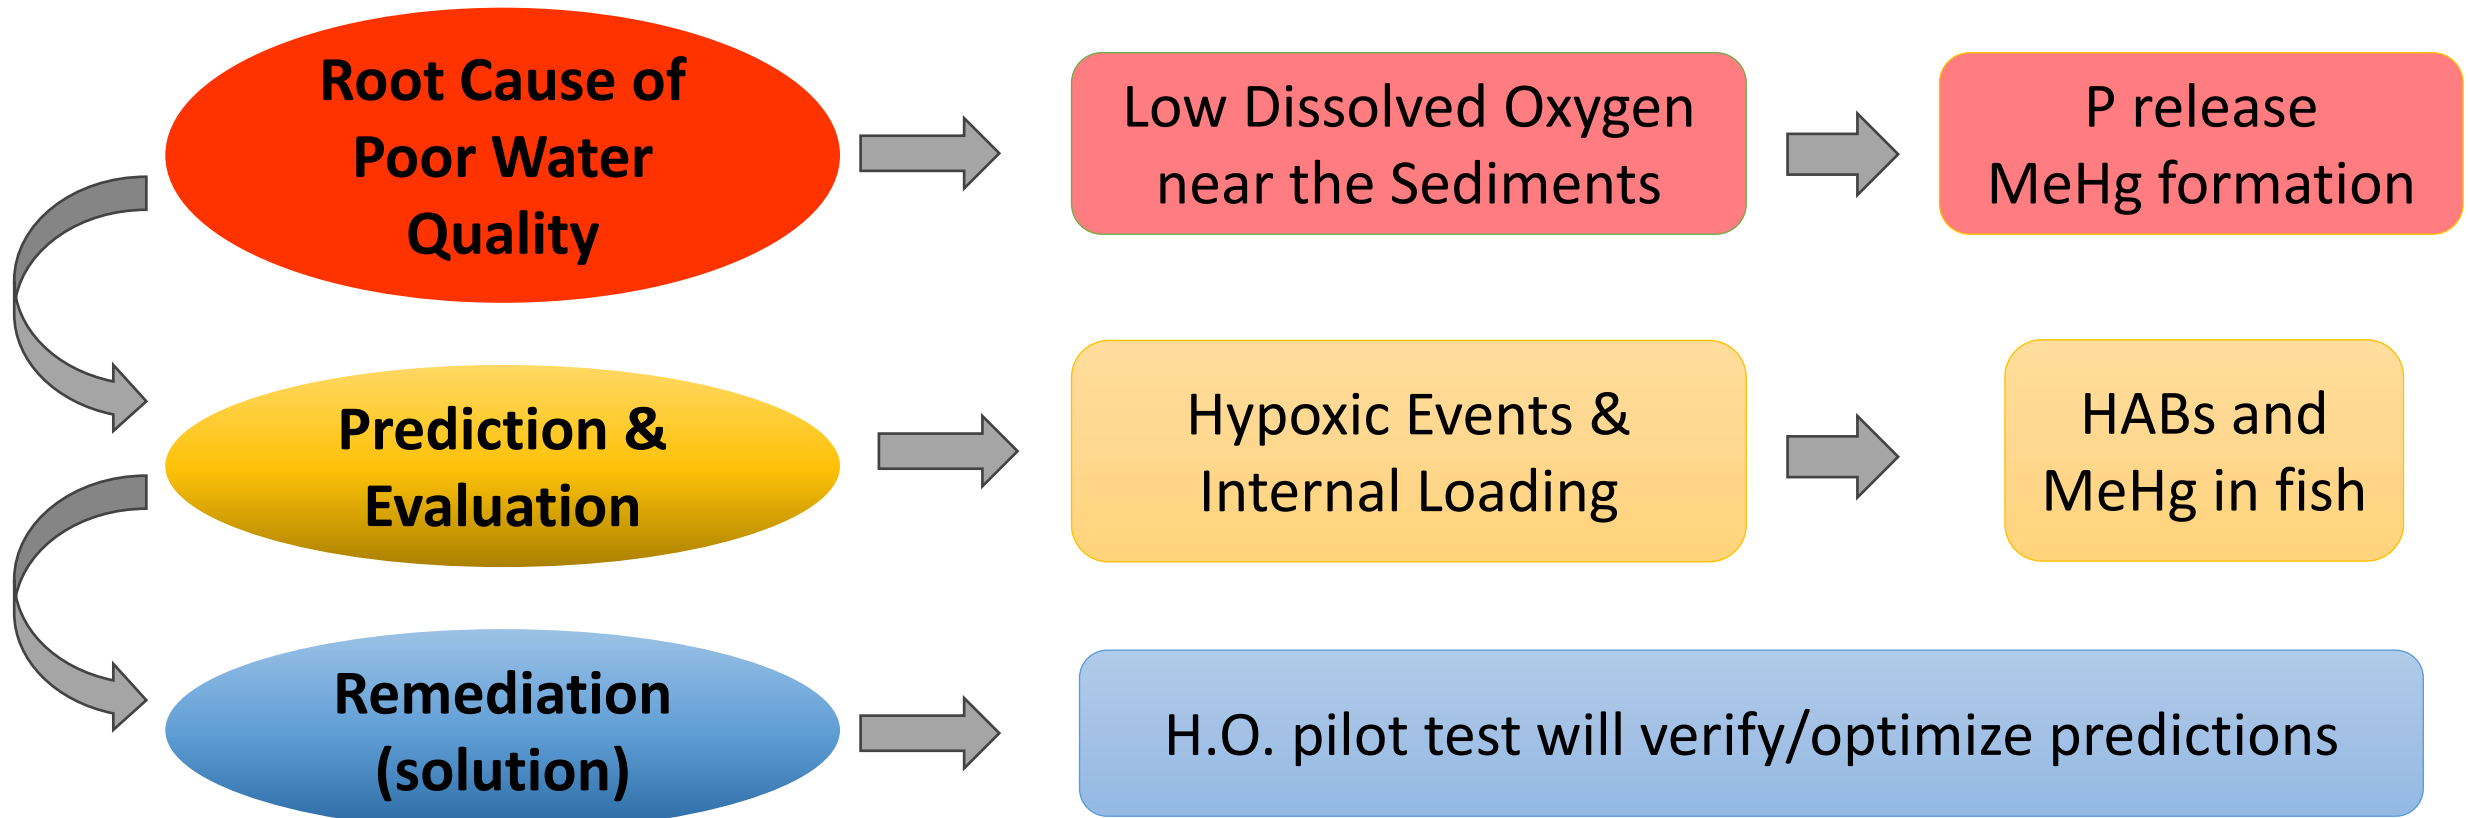 Root Cause of
Poor Water
Quality
Low Dissolved Oxygen
near the Sediments
P release
MeHg formation
Prediction &
Evaluation
Hypoxic Events &
Internal Loading
HABs and
MeHg in fish
Remediation
(solution)
H.O. pilot test will verify/optimize predictions